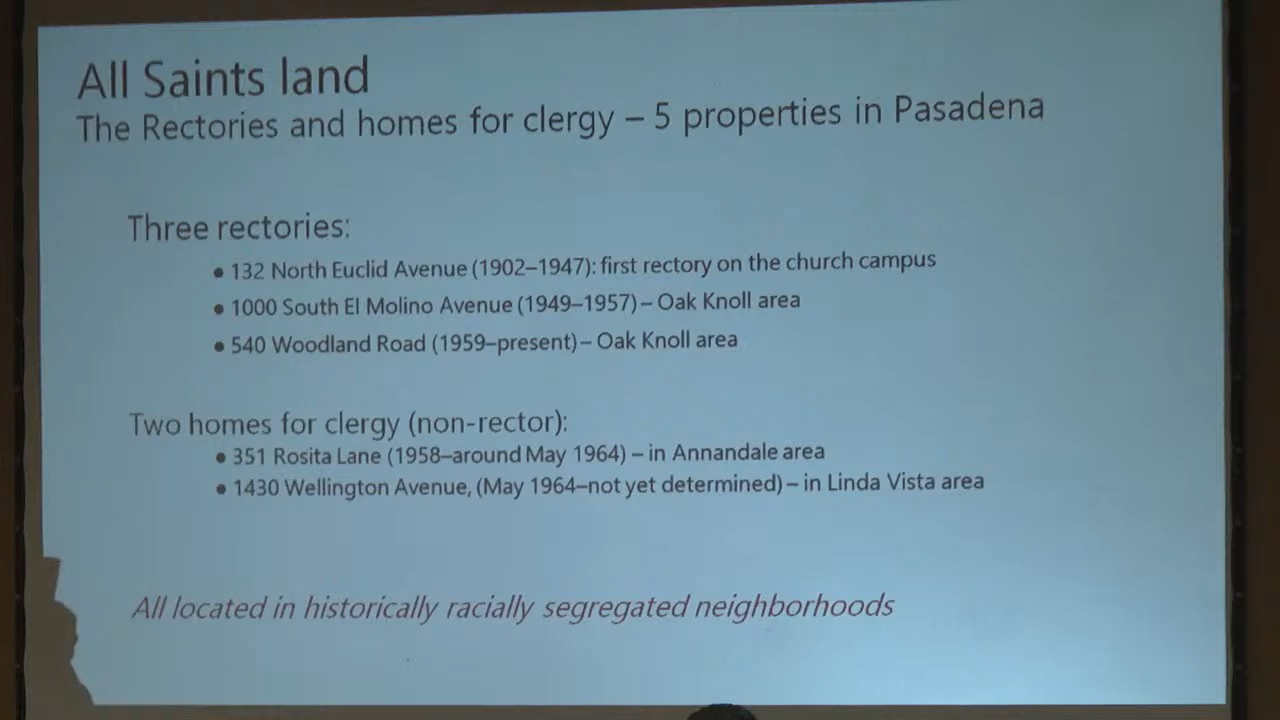 All Saints land
The Rectories and homes for clergy – 5 properties in Pasadena
Three rectories:
• 132 North Euclid Avenue (1902–1947): first rectory on the church campus
• 1000 South El Molino Avenue (1949–1957) – Oak Knoll area
• 540 Woodland Road (1959–present) – Oak Knoll area
Two homes for clergy (non-rector):
• 351 Rosita Lane (1958–around May 1964) – in Annandale area
• 1430 Wellington Avenue, (May 1964–not yet determined) – in Linda Vista area
All located in historically racially segregated neighborhoods